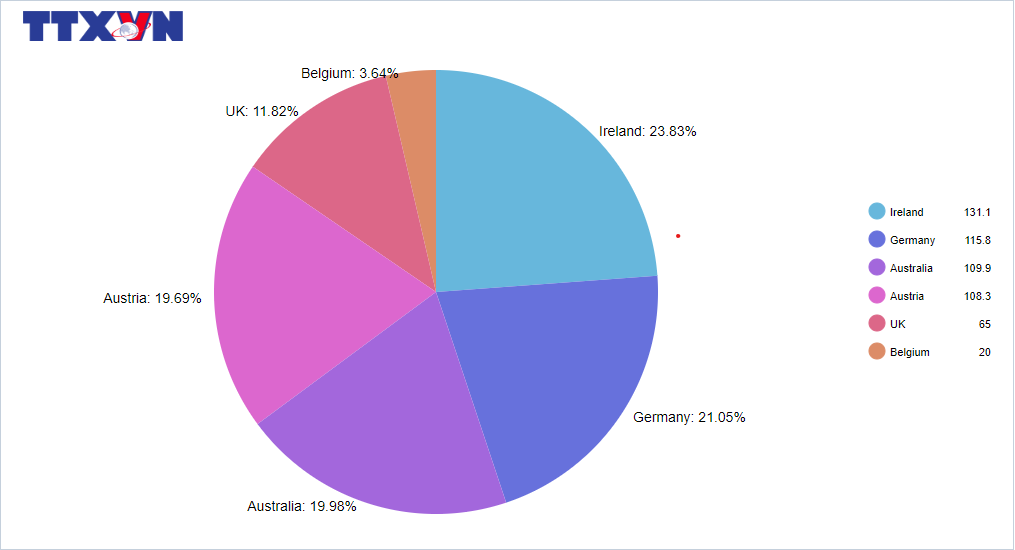 TTXVN
Belgium: 3.64%
UK: 11.82%
Ireland: 23.83%
Austria: 19.69%
Germany: 21.05%
Australia: 19.98%
Ireland 131.1
Germany 115.8
Australia 109.9
Austria 108.3
UK 65
Belgium 20